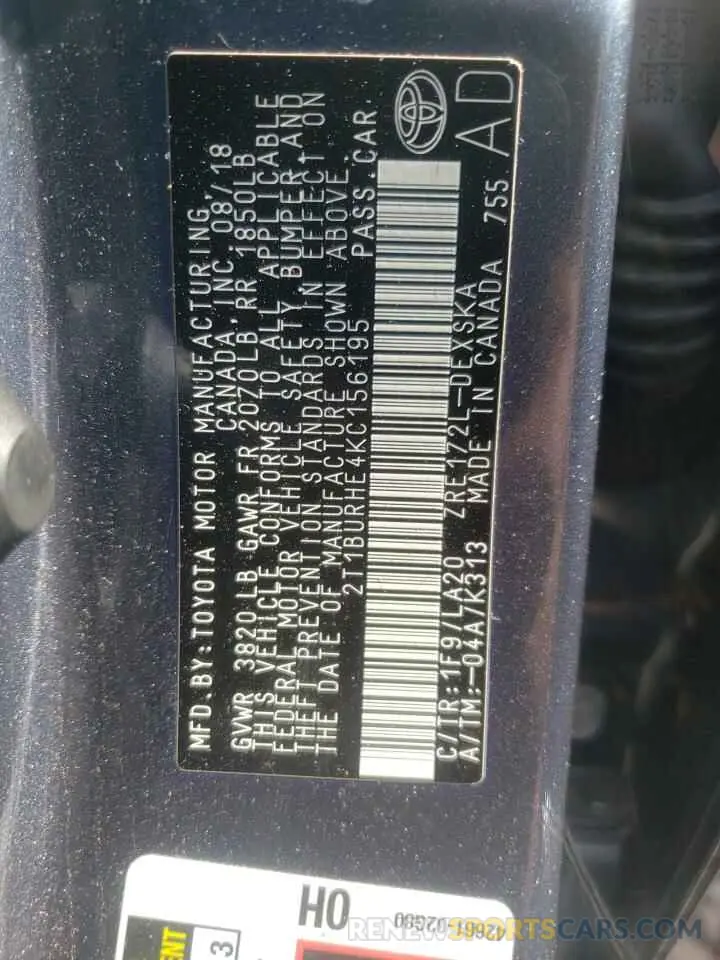 MFD.BY:TOYOTA MOTOR MANUFACTURING
CANADA, INC. 08/18
GVWR 3820LB GAWR FR 2070LB RR 1850LB
THIS VEHICLE CONFORMS TO ALL APPLICABLE
FEDERAL MOTOR VEHICLE SAFETY, BUMPER, AND
THEFT PREVENTION STANDARDS IN EFFECT ON
THE DATE OF MANUFACTURE SHOWN ABOVE.
2T1BURHE4KC156195 PASS.CAR
C/TR:1F9/LA20 ZRE172L-DEXSKA
A/TM:-04A/K313 MADE IN CANADA 755
AD
HO
3
RENEWSPORTSCARS.COM